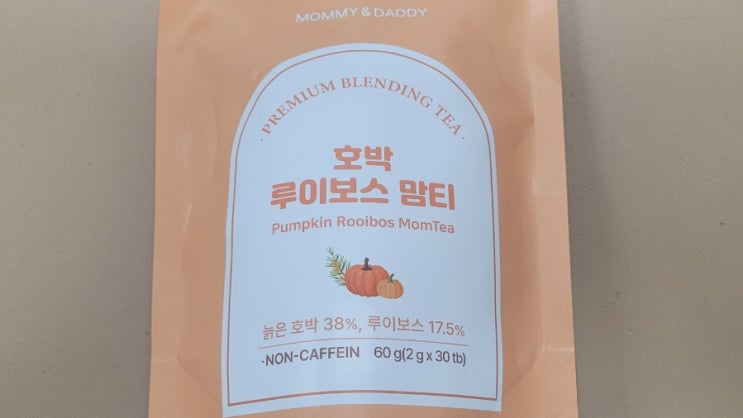 MOMMY & DADDY
· PREMIUM BLENDING TEA ·
호박
루이보스 맘티
Pumpkin Rooibos MomTea
늙은 호박 38%, 루이보스 17.5%
·NON-CAFFEIN 60 g(2 g x 30 tb)